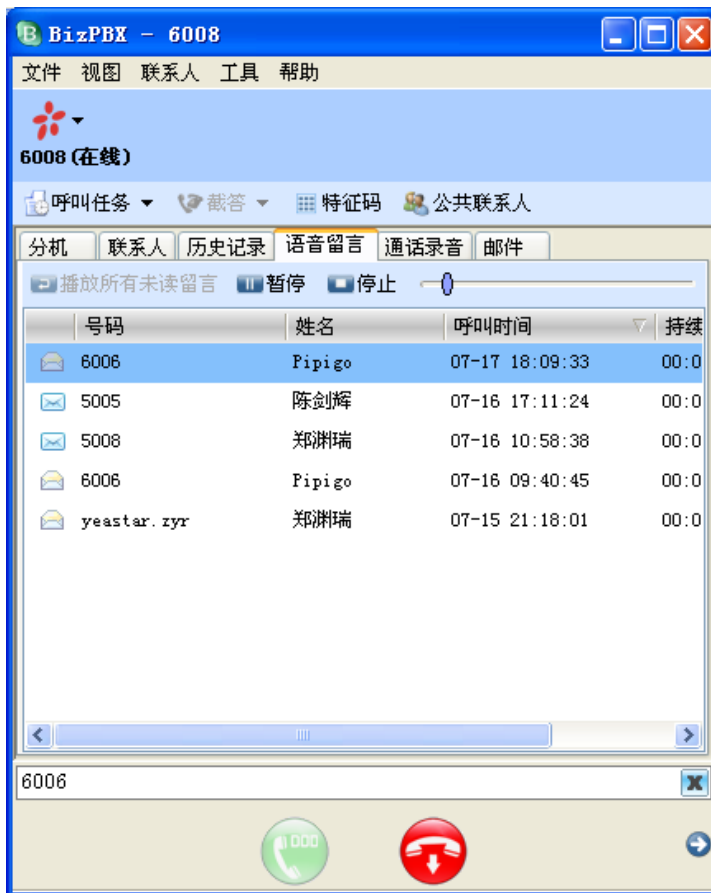 BizPBX - 6008
文件 视图 联系人 工具 帮助
6008 (在线)
呼叫任务 截答 特征码 公共联系人
分机 联系人 历史记录 语音留言 通话录音 邮件
播放所有未读留言 暂停 停止
号码 姓名 呼叫时间 持续
6006 Pipigo 07-17 18:09:33 00:0
5005 陈剑辉 07-16 17:11:24 00:0
5008 郑渊瑞 07-16 10:58:38 00:0
6006 Pipigo 07-16 09:40:45 00:0
yeastar.zyr 郑渊瑞 07-15 21:18:01 00:0
6006